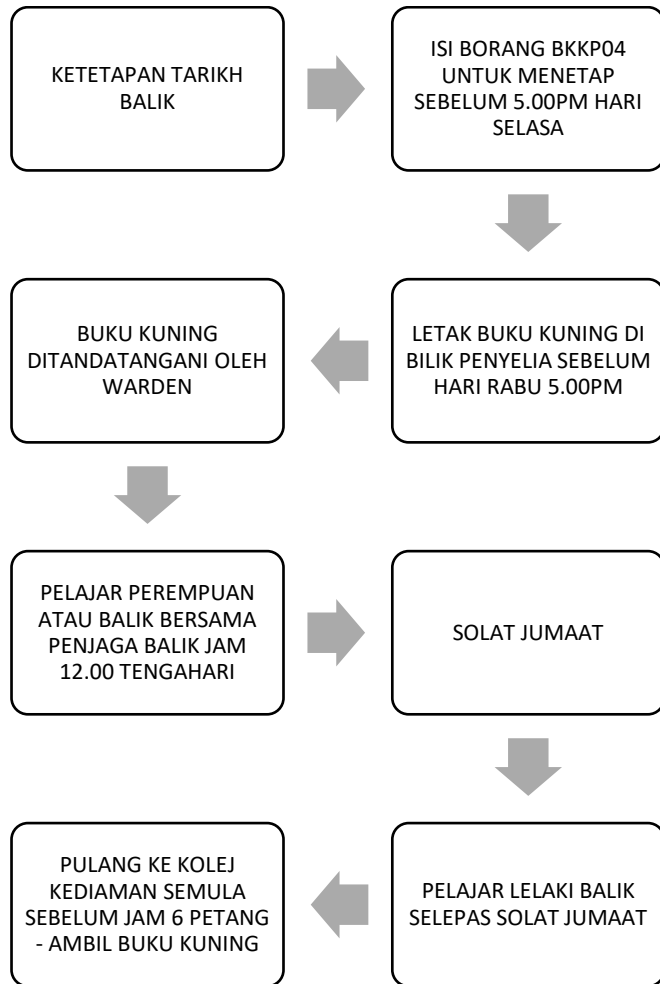 KETETAPAN TARIKH
BALIK
ISI BORANG BKKP04
UNTUK MENETAP
SEBELUM 5.00PM HARI
SELASA
LETAK BUKU KUNING DI
BILIK PENYELIA SEBELUM
HARI RABU 5.00PM
BUKU KUNING
DITANDATANGANI OLEH
WARDEN
PELAJAR PEREMPUAN
ATAU BALIK BERSAMA
PENJAGA BALIK JAM
12.00 TENGAHARI
SOLAT JUMAAT
PELAJAR LELAKI BALIK
SELEPAS SOLAT JUMAAT
PULANG KE KOLEJ
KEDIAMAN SEMULA
SEBELUM JAM 6 PETANG
- AMBIL BUKU KUNING